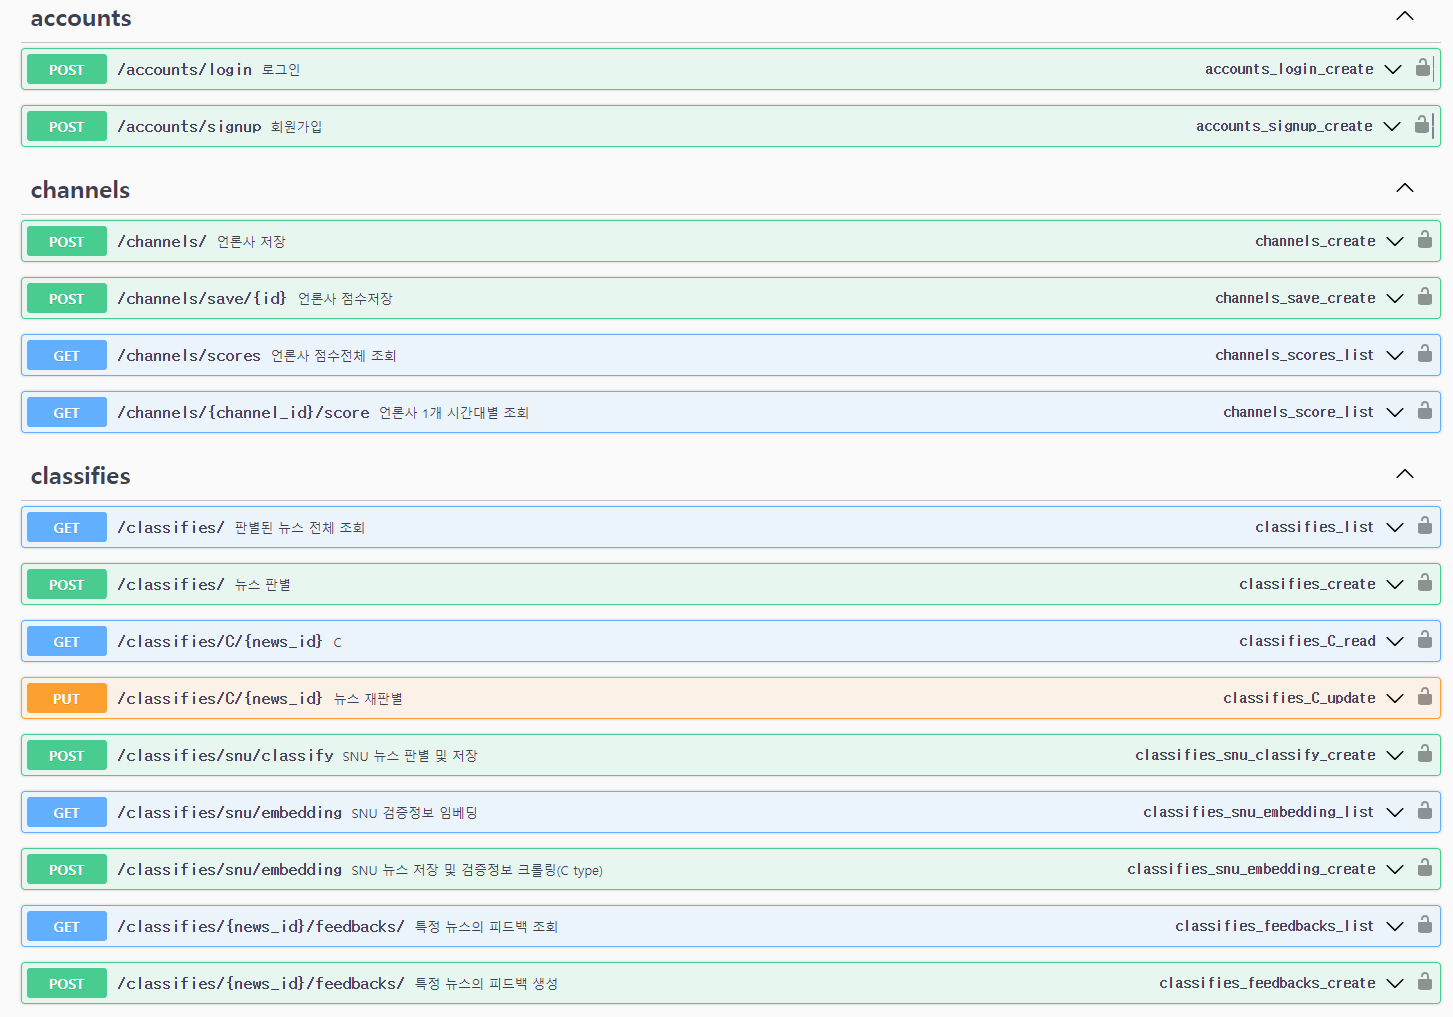 accounts
POST /accounts/login 로그인 accounts_login_create
POST /accounts/signup 회원가입 accounts_signup_create
channels
POST /channels/ 언론사 저장 channels_create
POST /channels/save/{id} 언론사 점수저장 channels_save_create
GET /channels/scores 언론사 점수전체 조회 channels_scores_list
GET /channels/{channel_id}/score 언론사 1개 시간대별 조회 channels_score_list
classifies
GET /classifies/ 판별된 뉴스 전체 조회 classifies_list
POST /classifies/ 뉴스 판별 classifies_create
GET /classifies/C/{news_id} C classifies_C_read
PUT /classifies/C/{news_id} 뉴스 재판별 classifies_C_update
POST /classifies/snu/classify SNU 뉴스 판별 및 저장 classifies_snu_classify_create
GET /classifies/snu/embedding SNU 검증정보 임베딩 classifies_snu_embedding_list
POST /classifies/snu/embedding SNU 뉴스 저장 및 검증정보 크롤링(C type) classifies_snu_embedding_create
GET /classifies/{news_id}/feedbacks/ 특정 뉴스의 피드백 조회 classifies_feedbacks_list
POST /classifies/{news_id}/feedbacks/ 특정 뉴스의 피드백 생성 classifies_feedbacks_create